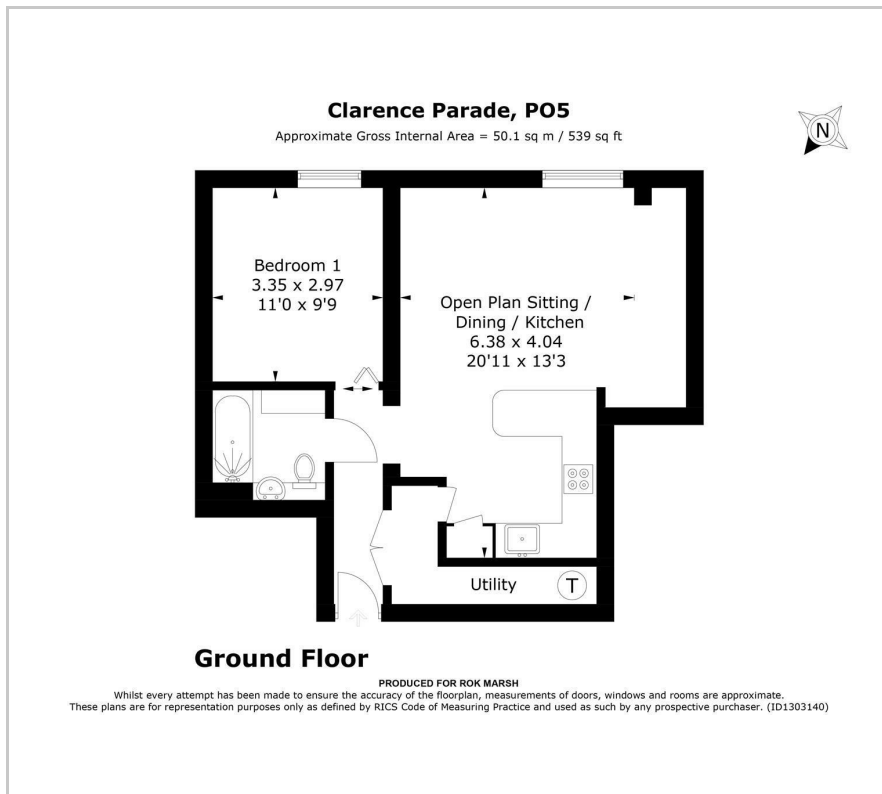 Clarence Parade, PO5
Approximate Gross Internal Area = 50.1 sq m / 539 sq ft
N
Bedroom 1
3.35 x 2.97
11'0 x 9'9
Open Plan Sitting /
Dining / Kitchen
6.38 x 4.04
20'11 x 13'3
Utility
T
Ground Floor
PRODUCED FOR ROK MARSH
Whilst every attempt has been made to ensure the accuracy of the floorplan, measurements of doors, windows and rooms are approximate.
These plans are for representation purposes only as defined by RICS Code of Measuring Practice and used as such by any prospective purchaser. (ID1303140)